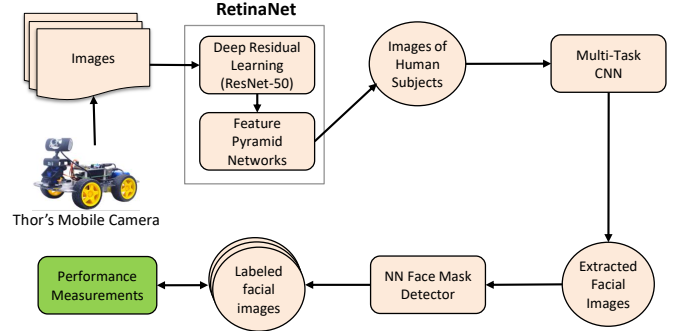 RetinaNet
Images
Deep Residual
Learning
(ResNet-50)
Feature
Pyramid
Networks
Images of
Human
Subjects
Multi-Task
CNN
Thor's Mobile Camera
Performance
Measurements
Labeled
facial
images
NN Face Mask
Detector
Extracted
Facial
Images